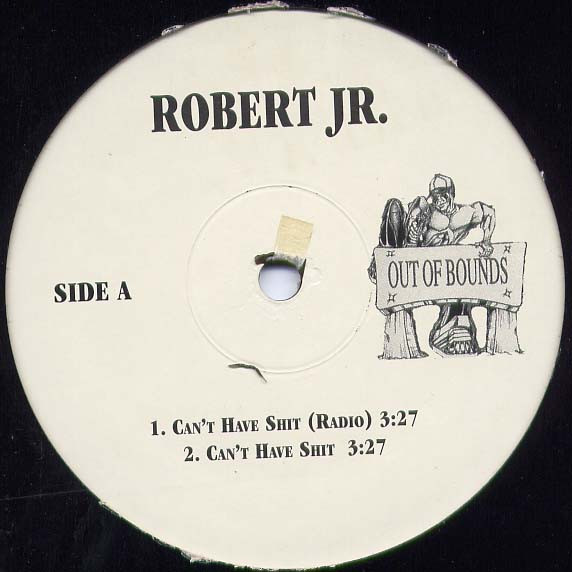 ROBERT JR.
OUT OF BOUNDS
SIDE A
1. CAN'T HAVE SHIT (RADIO) 3:27
2. CAN'T HAVE SHIT 3:27